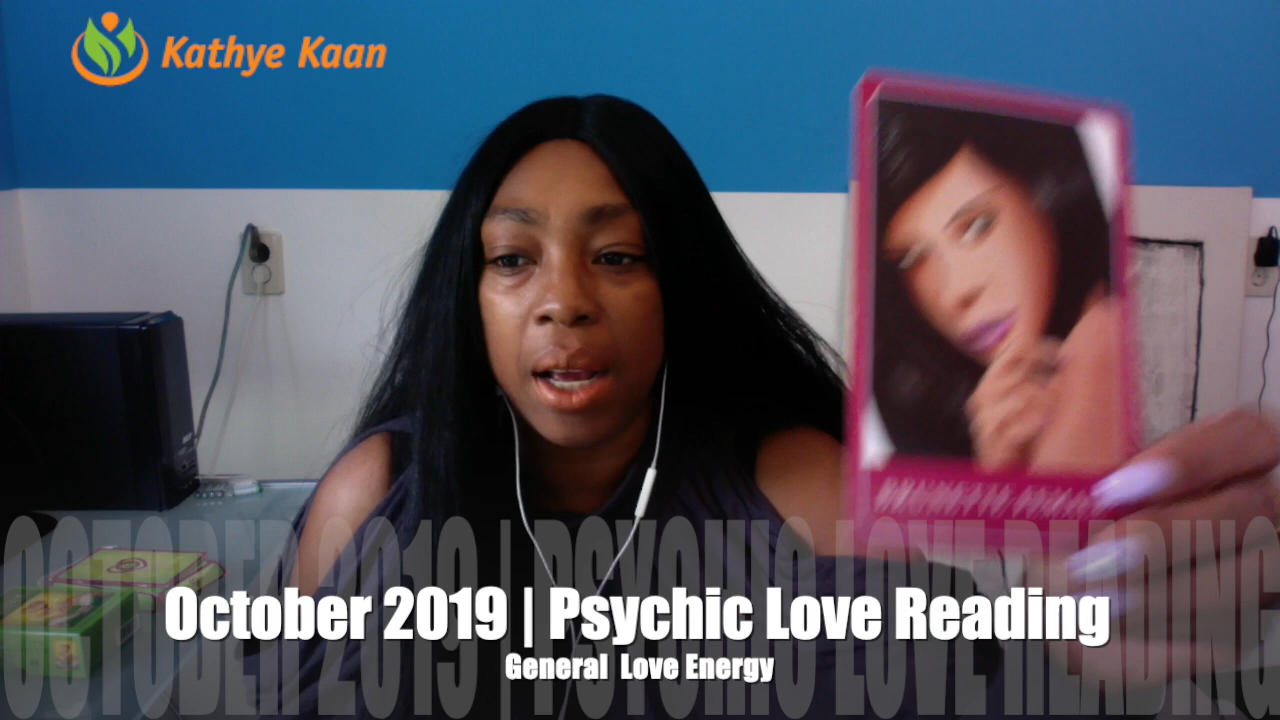 Kathye Kaan
October 2019 | Psychic Love Reading
General Love Energy
OCTOBER 2019 | PSYCHIC LOVE READING